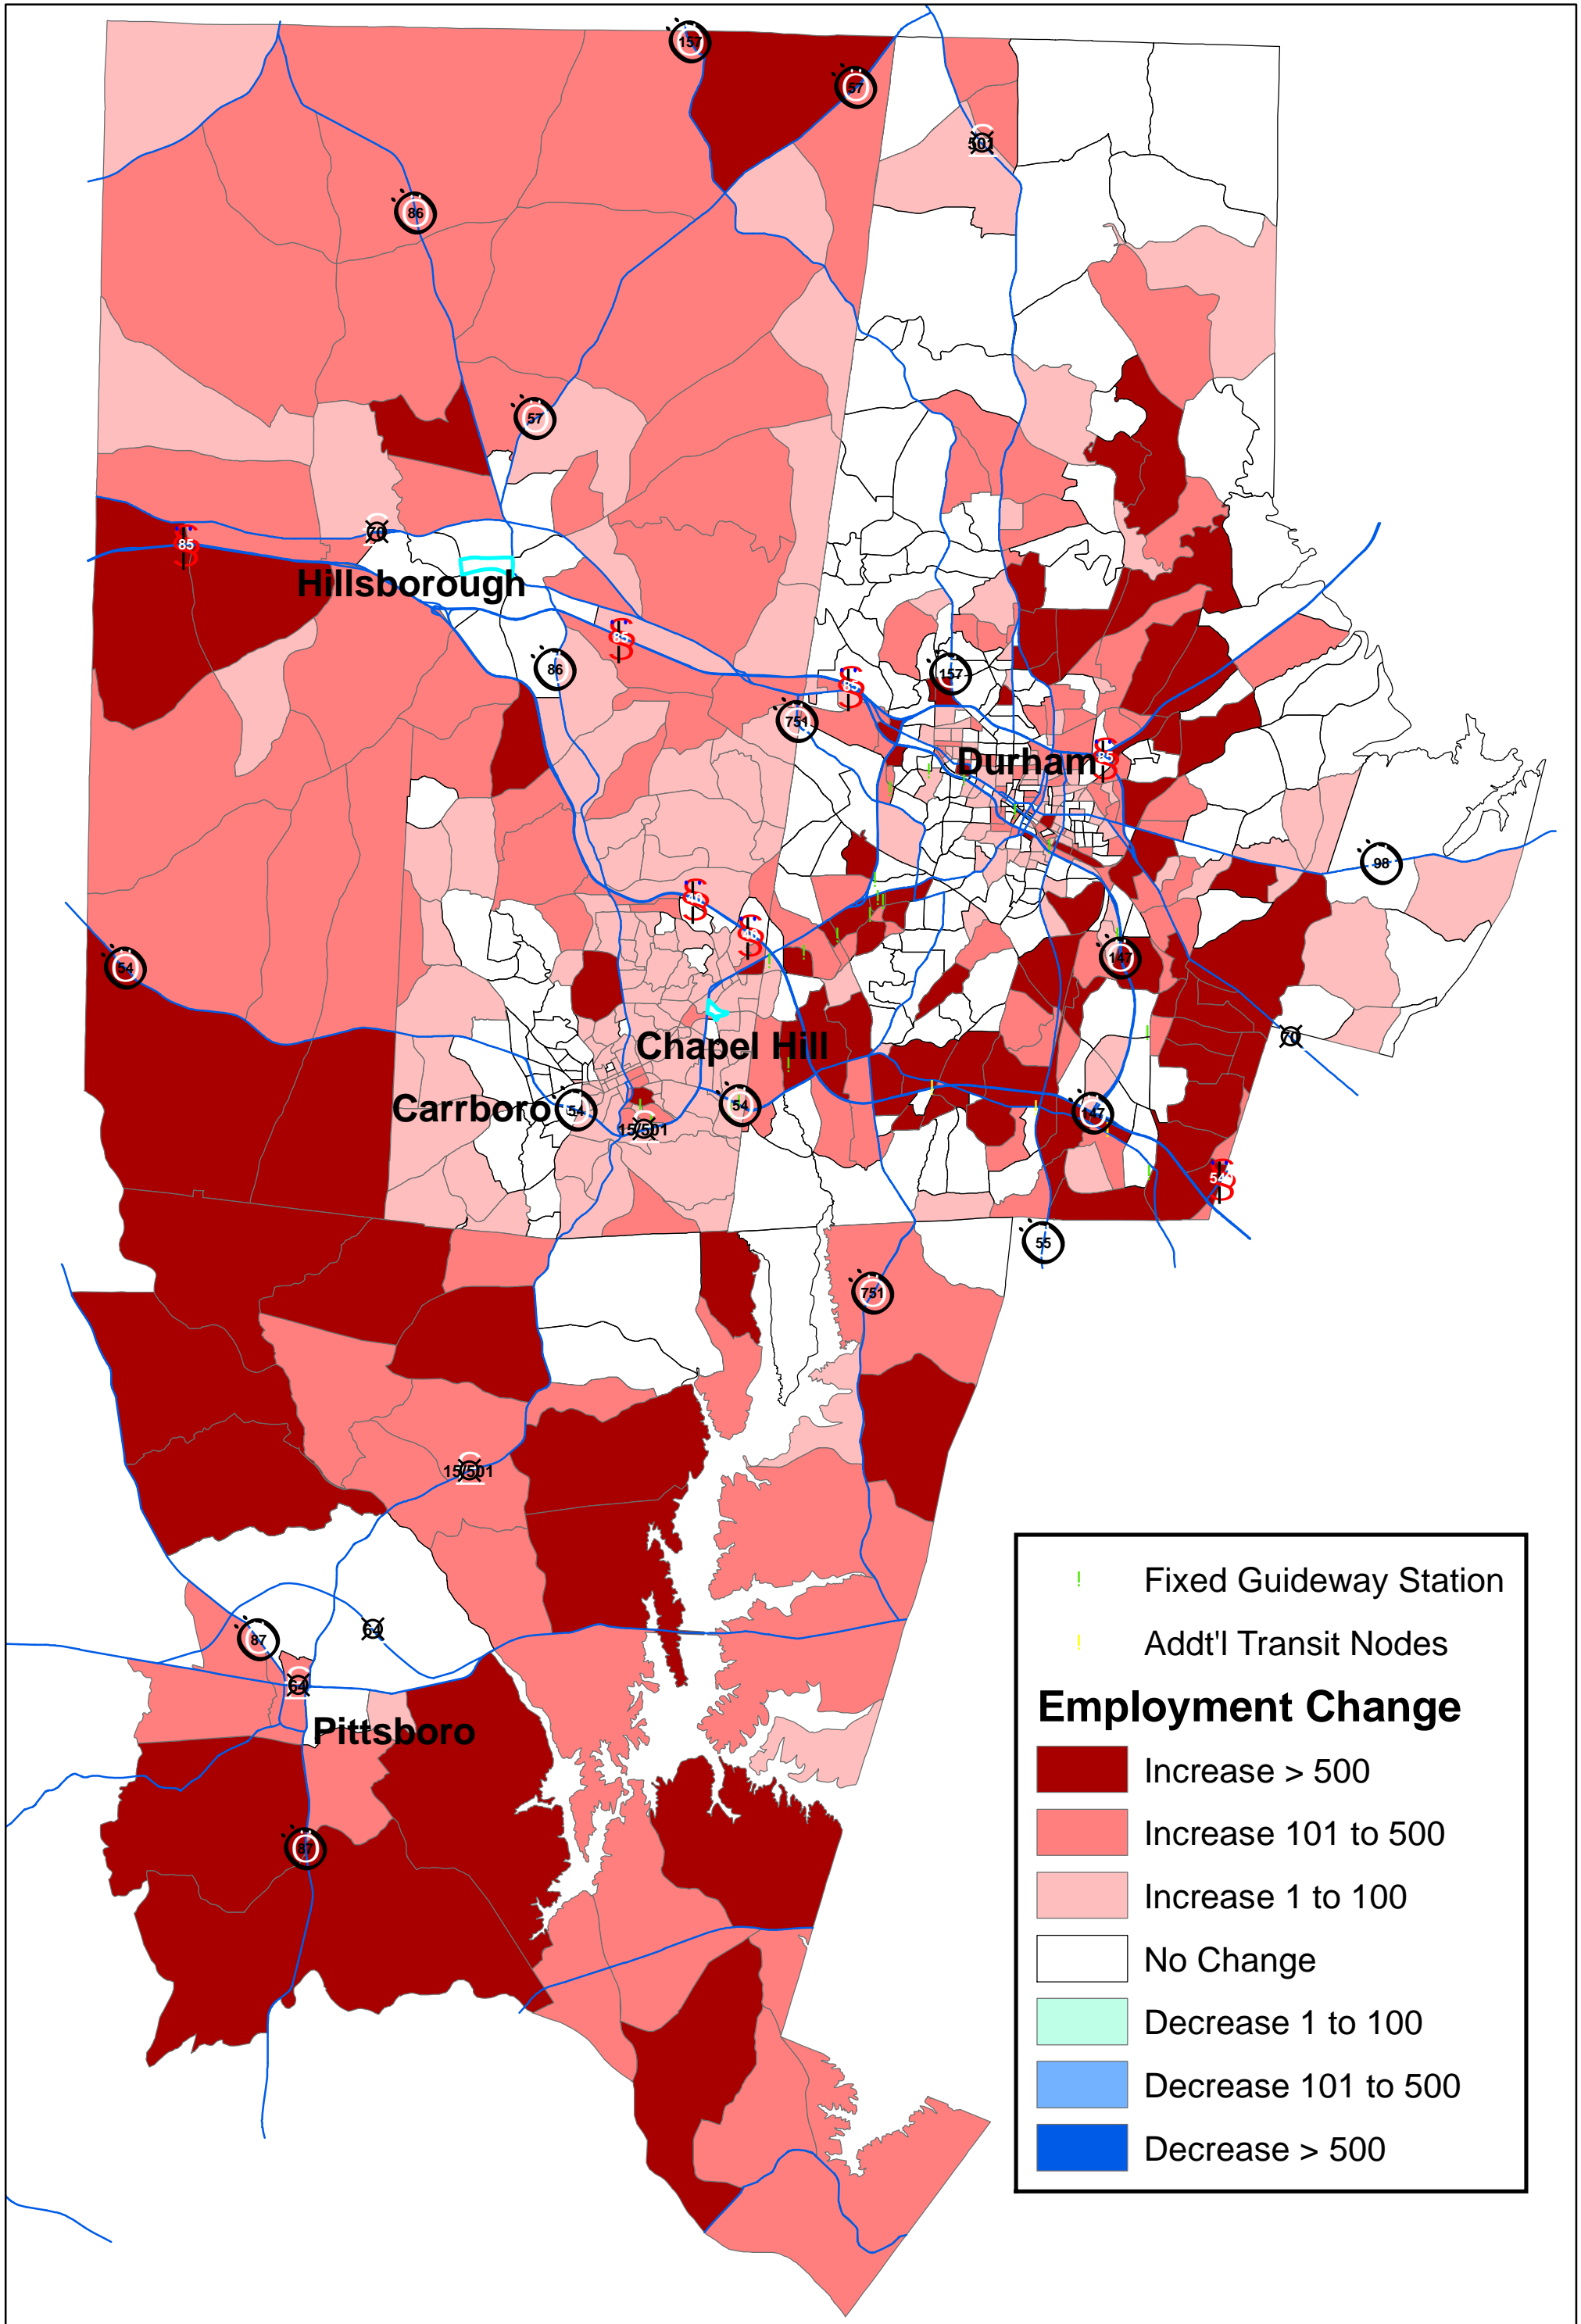 157
57
501
86
57
70
85
Hillsborough
85
86
157
85
751
Durham
85
98
54
147
70
Chapel Hill
Carrboro
54
54
15/501
147
55
751
15/501
Fixed Guideway Station
Addt'l Transit Nodes
87
64
64
Pittsboro
Employment Change
Increase > 500
Increase 101 to 500
Increase 1 to 100
87
No Change
Decrease 1 to 100
Decrease 101 to 500
Decrease > 500